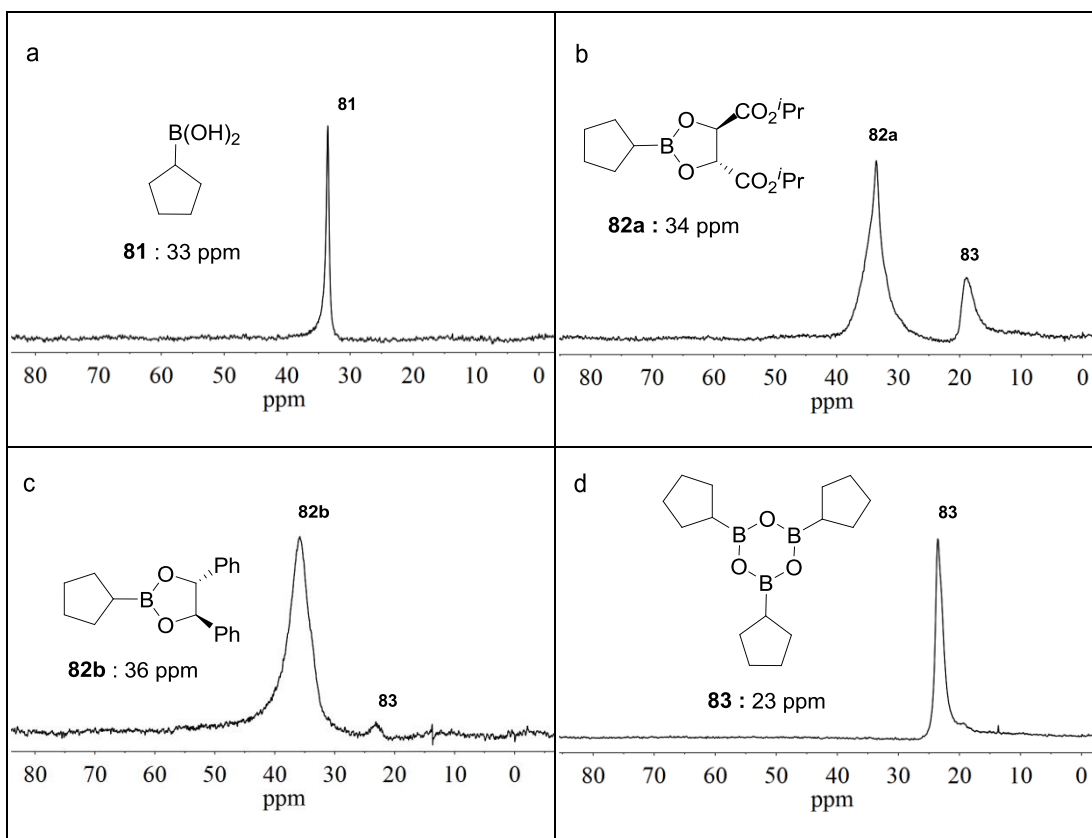 a
81
B(OH)2
81 : 33 ppm
80 70 60 50 40 30 20 10 0
ppm
b
82a
O
CO2iPr
B
O
CO2iPr
82a : 34 ppm
83
80 70 60 50 40 30 20 10 0
ppm
c
82b
Ph
O
B
O
Ph
82b : 36 ppm
83
80 70 60 50 40 30 20 10 0
ppm
d
83
O
B B
O O
B
83 : 23 ppm
80 70 60 50 40 30 20 10 0
ppm